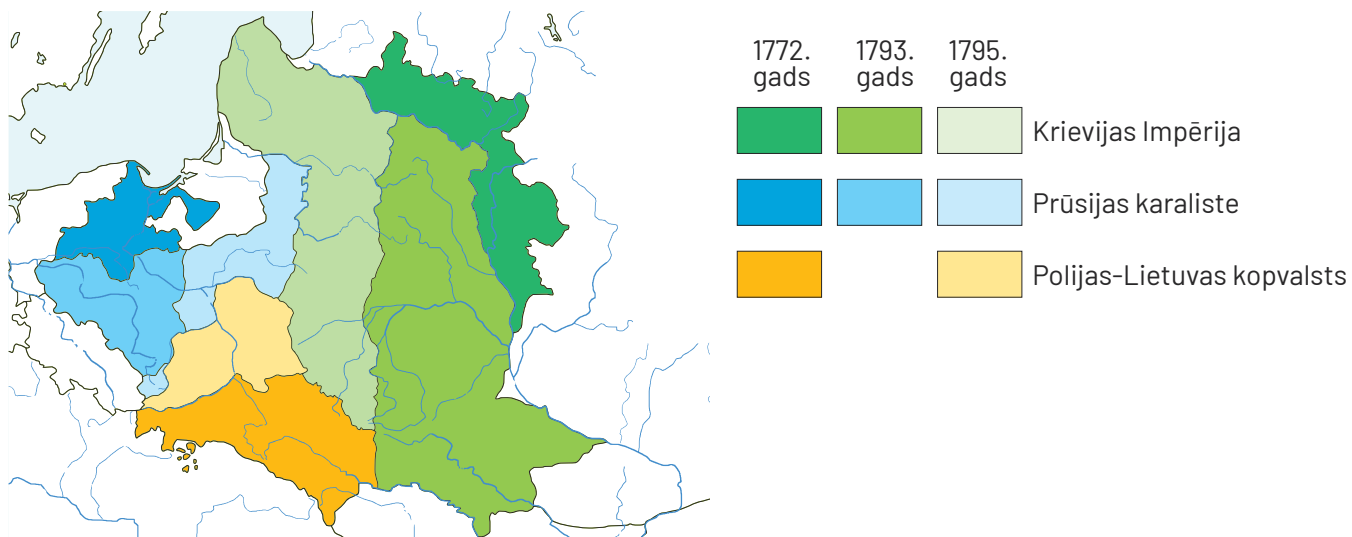 1772. gads
1793. gads
1795. gads
Krievijas Impērija
Prūsijas karaliste
Polijas-Lietuvas kopvalsts